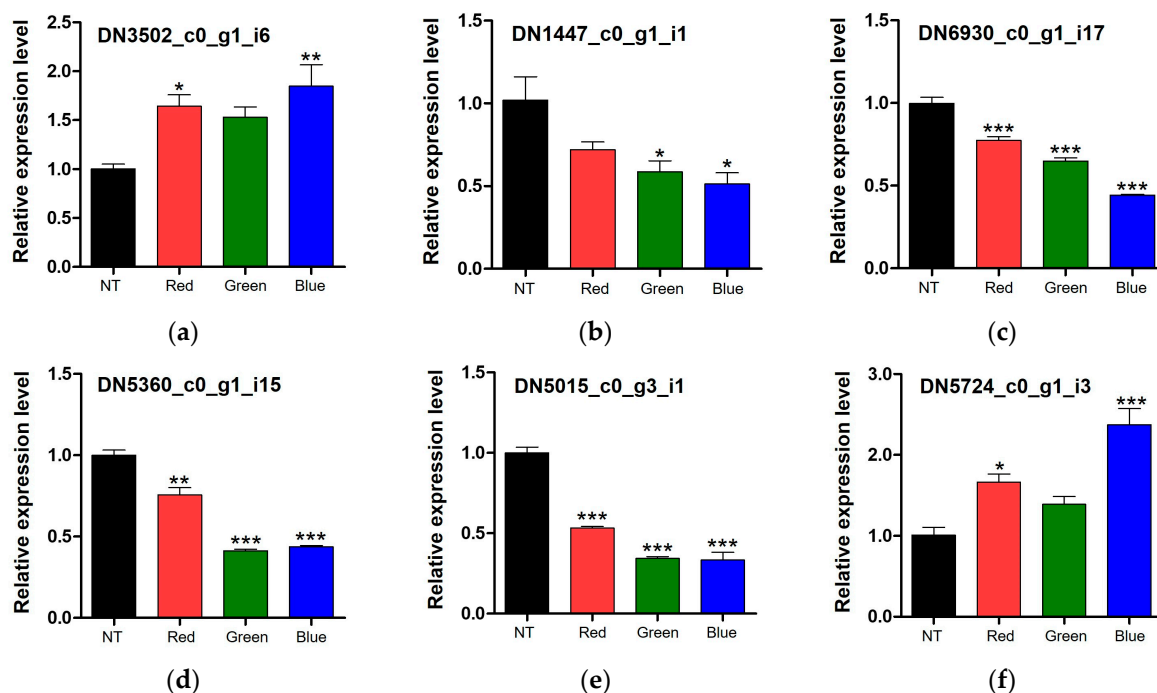 Relative expression level
DN3502_c0_g1_i6
2.5
2.0
1.5
1.0
0.5
0.0
*
**
NT Red Green Blue
(a)
Relative expression level
DN1447_c0_g1_i1
1.5
1.0
0.5
0.0
*
*
NT Red Green Blue
(b)
Relative expression level
DN6930_c0_g1_i17
1.5
1.0
0.5
0.0
***
***
***
NT Red Green Blue
(c)
Relative expression level
DN5360_c0_g1_i15
1.5
1.0
0.5
0.0
**
***
***
NT Red Green Blue
(d)
Relative expression level
DN5015_c0_g3_i1
1.5
1.0
0.5
0.0
***
***
***
NT Red Green Blue
(e)
Relative expression level
DN5724_c0_g1_i3
3.0
2.0
1.0
0.0
*
***
NT Red Green Blue
(f)